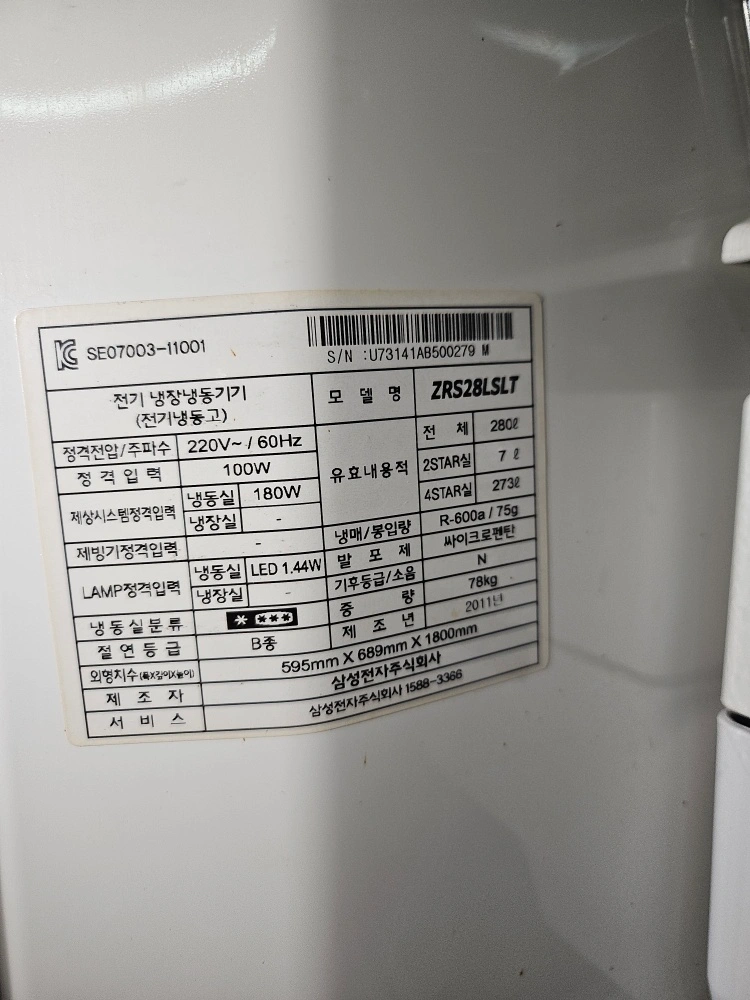 SE07003-11001
S/N :U73141AB500279 M
전기 냉장냉동기기
(전기냉동고)
모 델 명 ZRS28LSLT
정격전압/주파수 220V~ / 60Hz
정 격 입 력 100W
유효내용적 전 체 280ℓ
2STAR실 7 ℓ
4STAR실 273ℓ
제상시스템정격입력 냉동실 180W
냉장실 -
제빙기정격입력 -
냉매/봉입량 R-600a / 75g
발 포 제 싸이크로펜탄
LAMP정격입력 냉동실 LED 1.44W
냉장실 -
기후등급/소음 N
중 량 78kg
냉동실분류 * ***
제 조 년 2011년
절 연 등 급 B종
외형치수(폭X깊이X높이) 595mm X 689mm X 1800mm
제 조 자 삼성전자주식회사
서 비 스 삼성전자주식회사 1588-3366